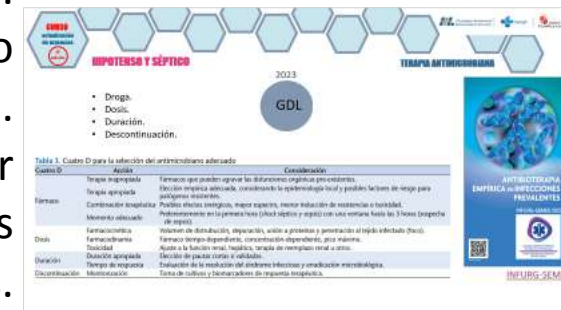 CURSO
HIPOTENSO Y SÉPTICO
TERAPIA ANTIMICROBIANA
2023
GDL
• Droga.
• Dosis.
• Duración.
• Descontinuación.
Tabla 3. Cuatro D para la selección del antimicrobiano adecuado
Cuatro D Acción Consideración
Terapia inapropiada Fármacos que pueden agravar las disfunciones orgánicas pre-existentes.
Terapia apropiada Elección empírica adecuada, considerando la epidemiología local y posibles factores de riesgo para patógenos resistentes.
Fármaco
Combinación terapéutica Posibles efectos sinérgicos, mayor espectro, menor inducción de resistencias o toxicidad.
Momento adecuado Preferentemente en la primera hora (shock séptico y sepsis) con una ventana hasta las 3 horas (sospecha de sepsis).
Farmacocinética Volumen de distribución, depuración, unión a proteínas y penetración al tejido infectado (foco).
Dosis Farmacodinamia Fármaco tiempo-dependiente, concentración-dependiente, pico máximo.
Toxicidad Ajuste a la función renal, hepática, terapia de reemplazo renal u otros.
Duración Duración apropiada Elección de pautas cortas o validadas.
Tiempo de respuesta Evaluación de la resolución del síndrome infeccioso y erradicación microbiológica.
Discontinuación Monitorización Toma de cultivos y biomarcadores de respuesta terapéutica.
ANTIBIOTERAPIA
EMPÍRICA de INFECCIONES
PREVALENTES
INFURG-SEMES
INFURG-SEM
o
.
r
s
.